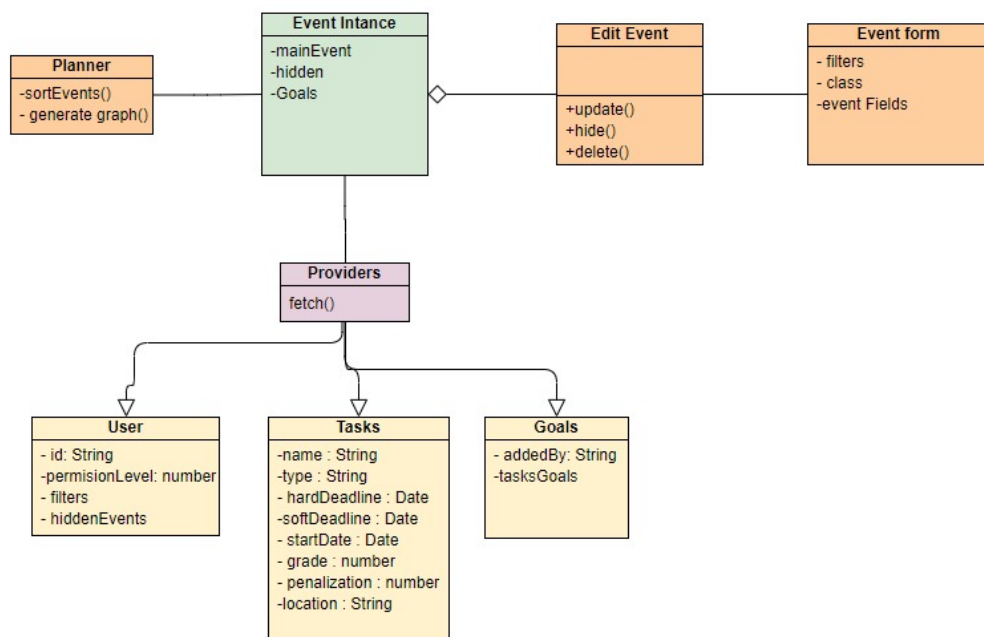 Event Intance
-mainEvent
-hidden
-Goals
Edit Event
+update()
+hide()
+delete()
Event form
- filters
- class
-event Fields
Planner
-sortEvents()
- generate graph()
Providers
fetch()
User
- id: String
-permisionLevel: number
- filters
- hiddenEvents
Tasks
-name : String
-type : String
- hardDeadline : Date
-softDeadline : Date
- startDate : Date
- grade : number
- penalization : number
-location : String
Goals
- addedBy: String
-tasksGoals